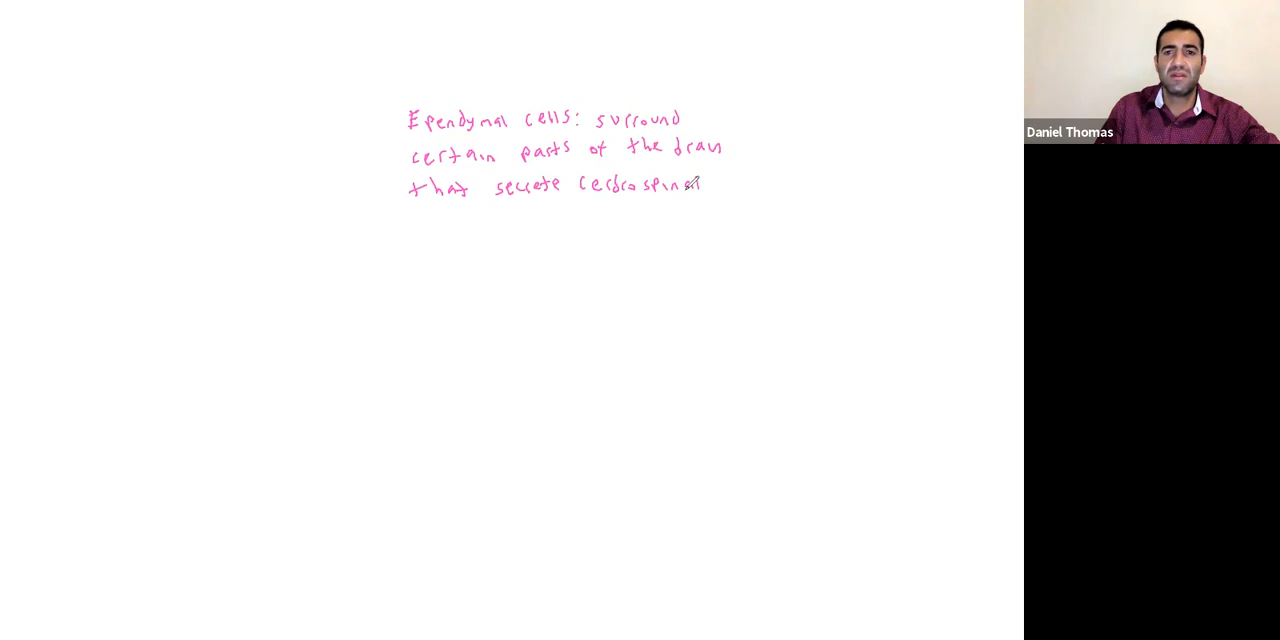 Ependymal cells: surround
certain parts of the brain
that secrete cerebrospinal
Daniel Thomas